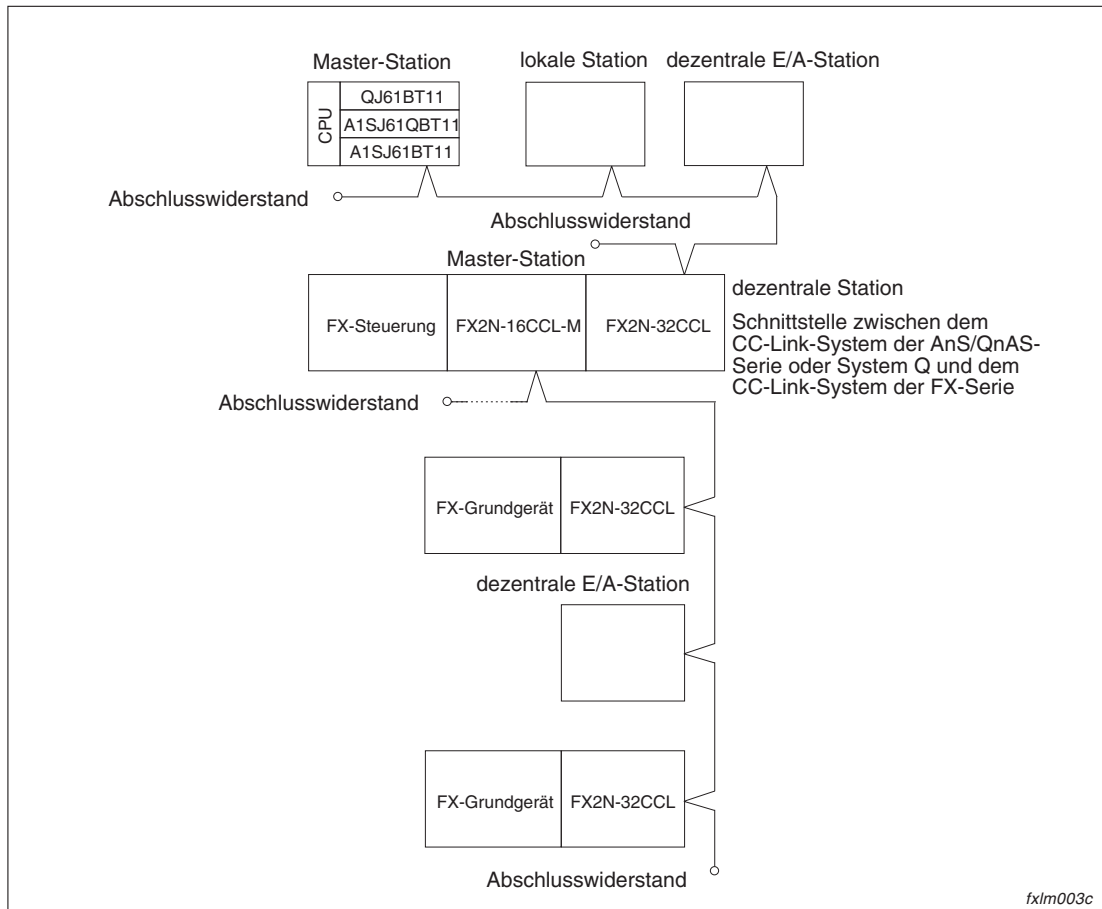 Master-Station
lokale Station
dezentrale E/A-Station
CPU
QJ61BT11
A1SJ61QBT11
A1SJ61BT11
Abschlusswiderstand
Abschlusswiderstand
Master-Station
FX-Steuerung
FX2N-16CCL-M
FX2N-32CCL
dezentrale Station
Schnittstelle zwischen dem
CC-Link-System der AnS/QnAS-
Serie oder System Q und dem
CC-Link-System der FX-Serie
Abschlusswiderstand
FX-Grundgerät
FX2N-32CCL
dezentrale E/A-Station
FX-Grundgerät
FX2N-32CCL
Abschlusswiderstand
fxlm003c